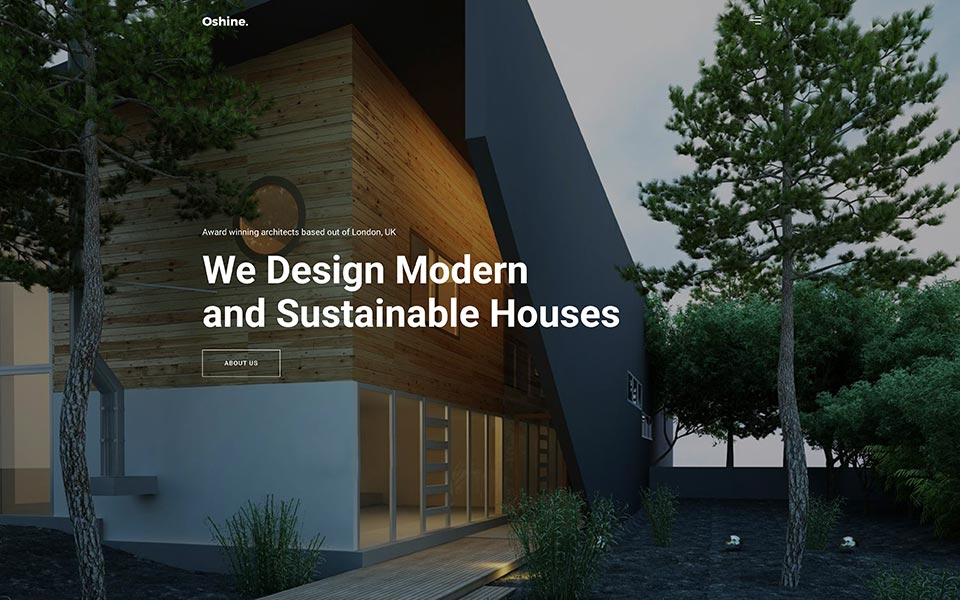 Oshine.
Award winning architects based out of London, UK
We Design Modern
and Sustainable Houses
ABOUT US